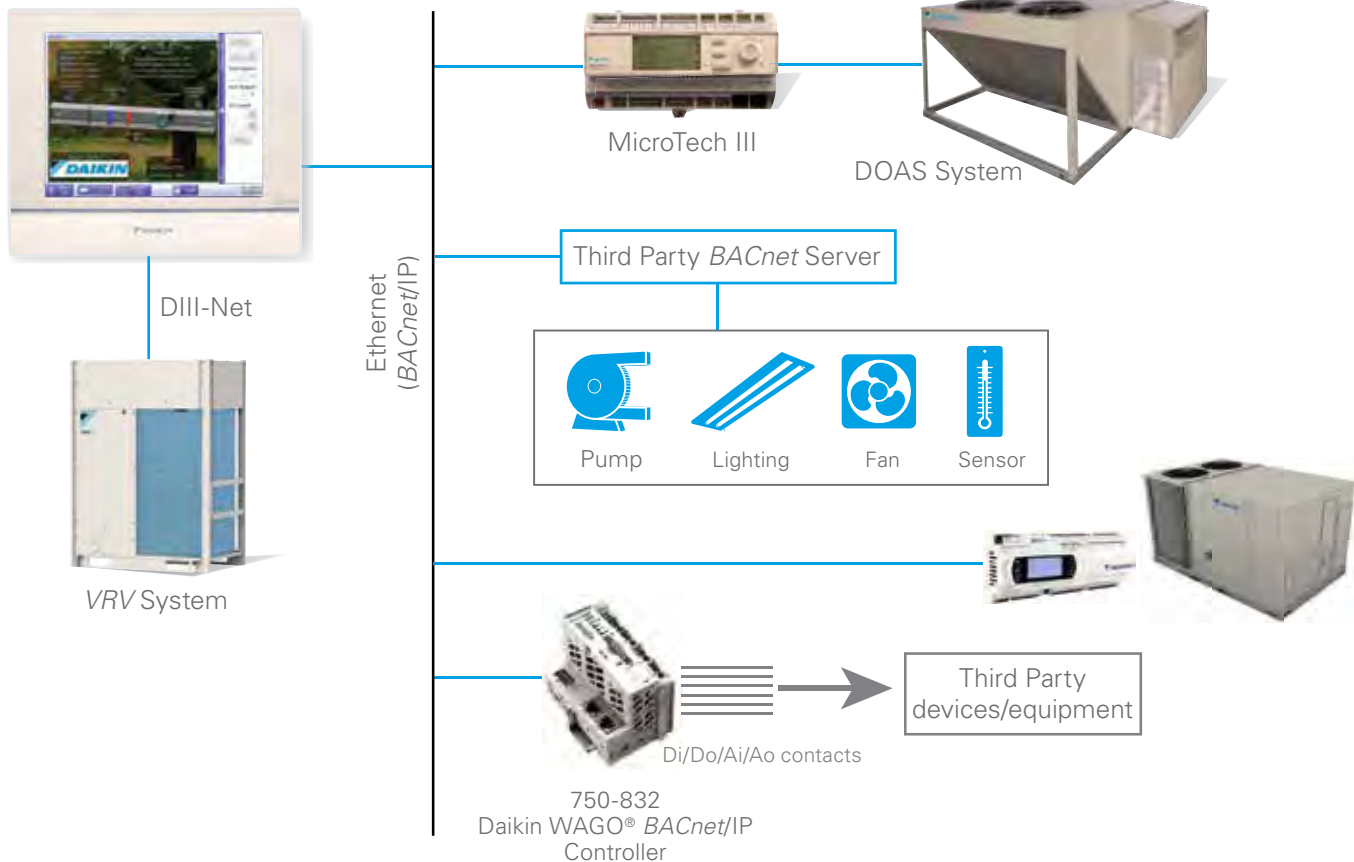 DAIKIN
MicroTech III
DOAS System
DIII-Net
VRV System
Ethernet
(BACnet/IP)
Third Party BACnet Server
Pump
Lighting
Fan
Sensor
Di/Do/Ai/Ao contacts
Third Party
devices/equipment
750-832
Daikin WAGO® BACnet/IP
Controller